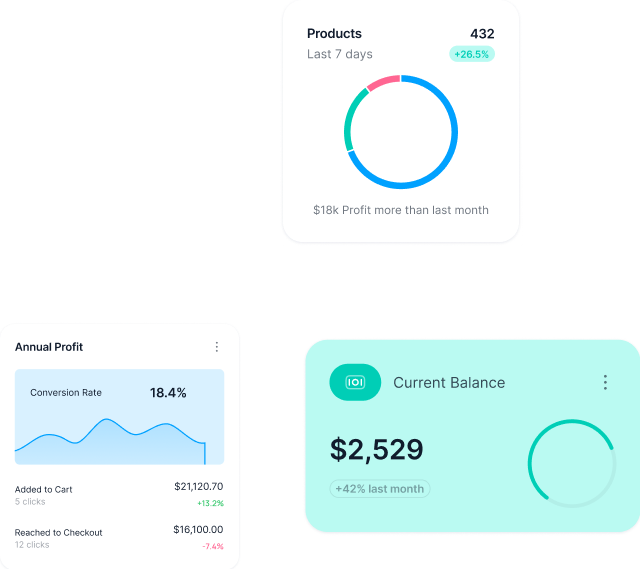 Products 432
Last 7 days +26.5%
$18k Profit more than last month
Annual Profit
Conversion Rate 18.4%
Added to Cart $21,120.70
5 clicks +13.2%
Reached to Checkout $16,100.00
12 clicks -7.4%
Current Balance
$2,529
+42% last month